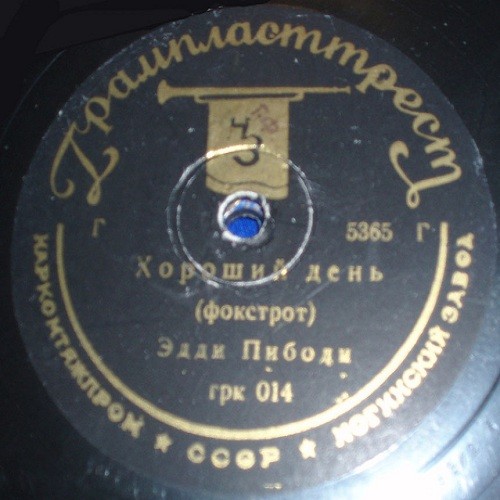 Грампласттрест
Г 5365 Г
Хороший день
(фокстрот)
Эдди Пибоди
грк 014
НАРКОМТЯЖПРОМ ★ СССР ★ НОГИНСКИЙ ЗАВОД